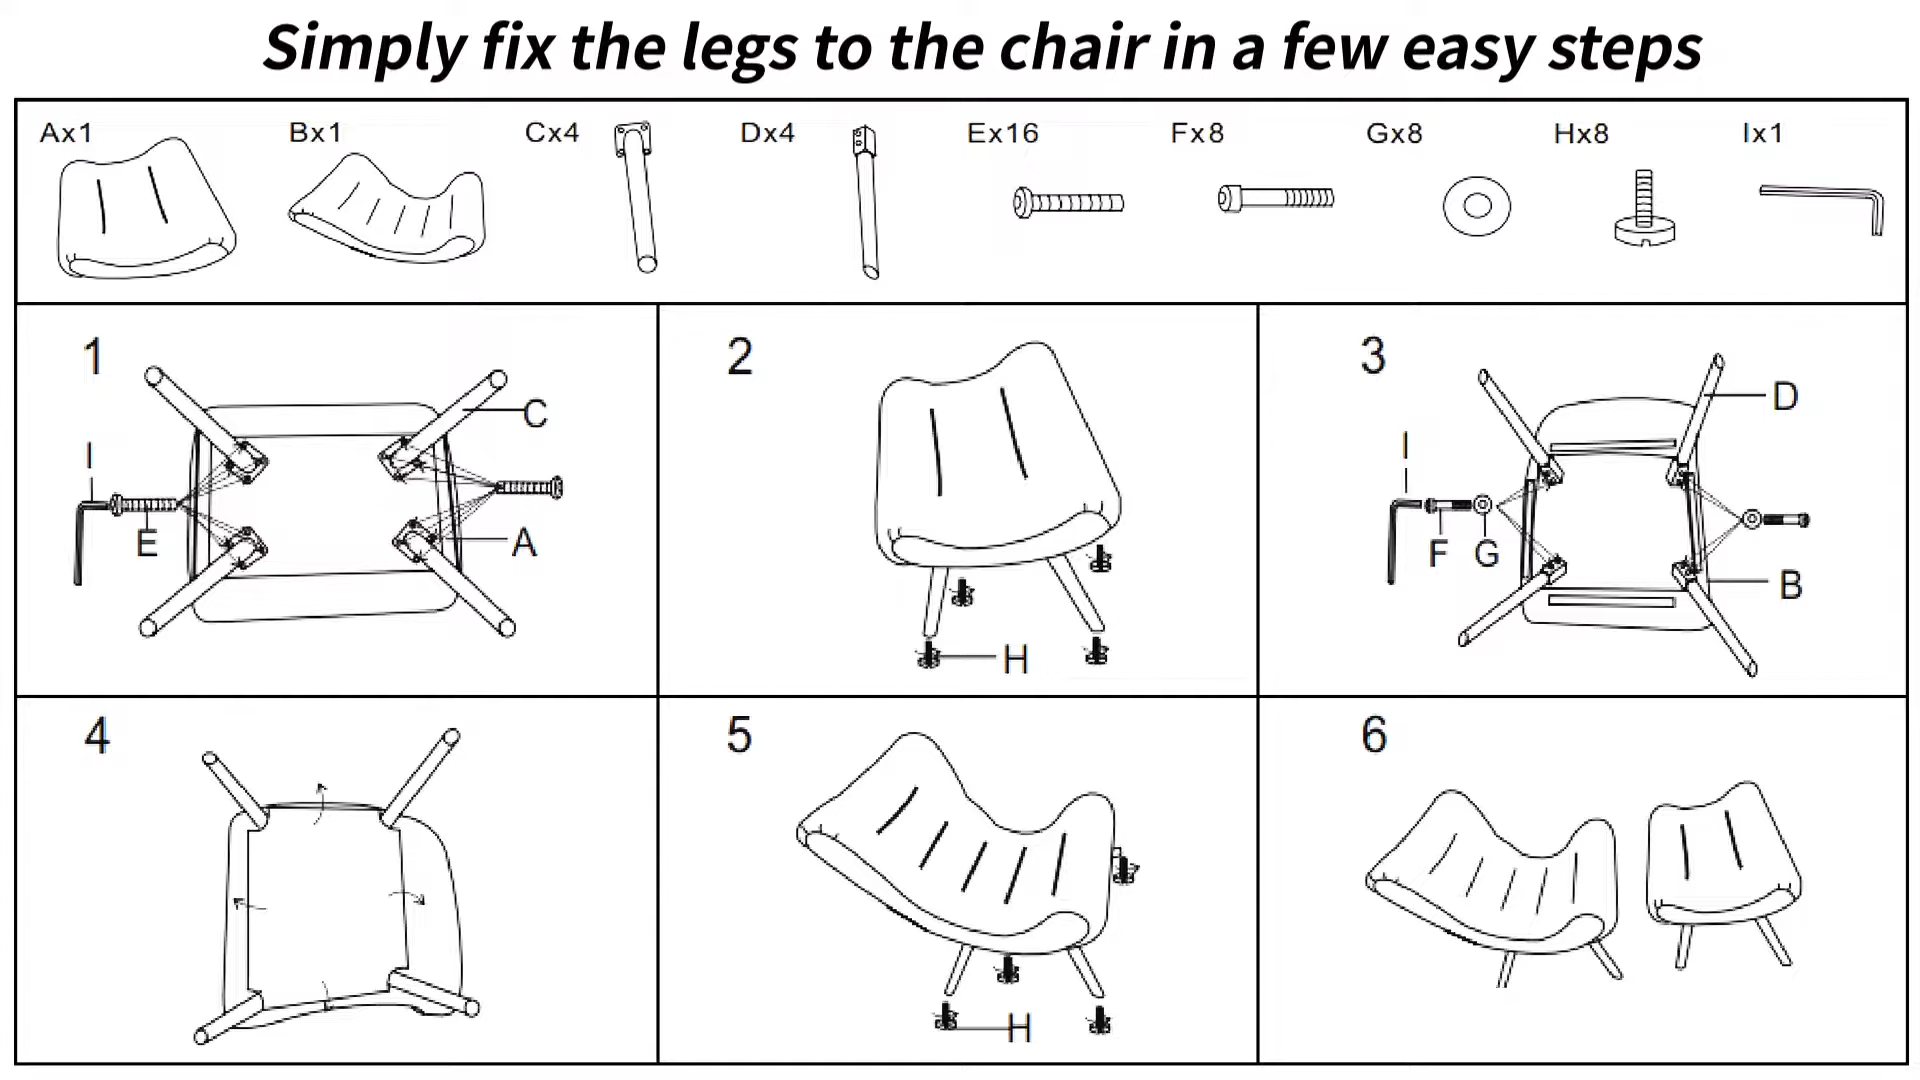 Simply fix the legs to the chair in a few easy steps
Ax1 Bx1 Cx4 Dx4 Ex16 Fx8 Gx8 Hx8 Ix1
1
C
I
E
A
2
H
3
D
I
F G
B
4
5
H
6